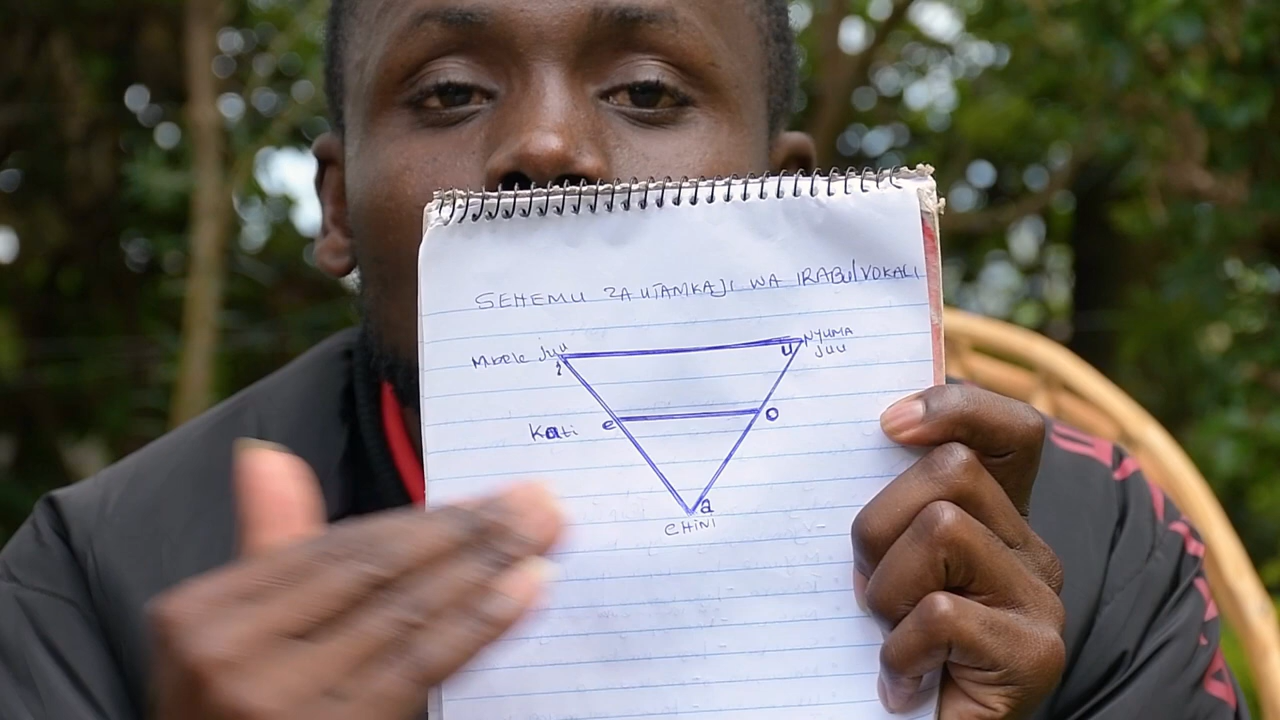 SEHEMU ZA UTAMKAJI WA IRABU/VOKALI
Mbele juu
i
u
NYUMA
JUU
Kati
e
o
a
CHINI